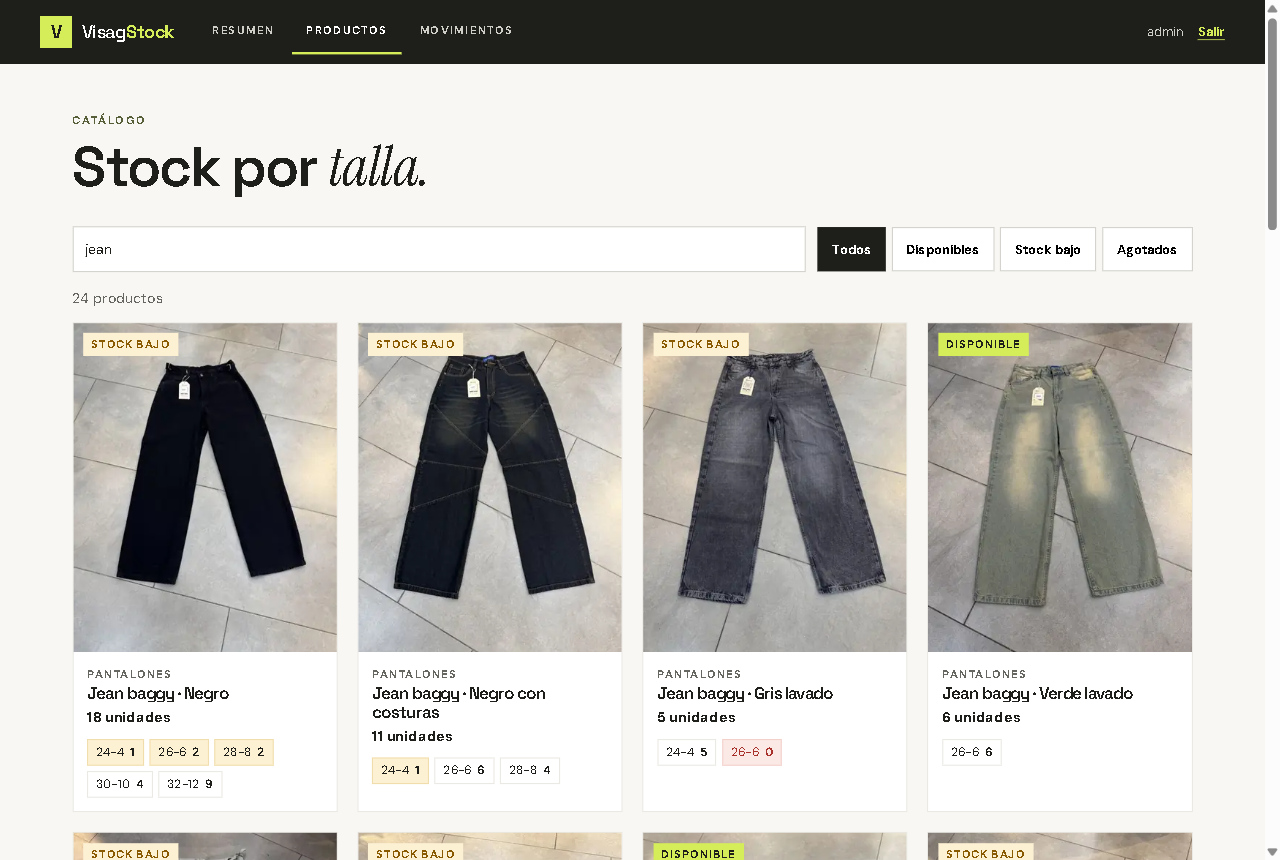 V VisagStock RESUMEN PRODUCTOS MOVIMIENTOS admin Salir
CATÁLOGO
Stock por talla.
jean Todos Disponibles Stock bajo Agotados
24 productos
STOCK BAJO STOCK BAJO STOCK BAJO DISPONIBLE
PANTALONES
Jean baggy · Negro
18 unidades
24-4 1 26-6 2 28-8 2
30-10 4 32-12 9
PANTALONES
Jean baggy · Negro con
costuras
11 unidades
24-4 1 26-6 6 28-8 4
PANTALONES
Jean baggy · Gris lavado
5 unidades
24-4 5 26-6 0
PANTALONES
Jean baggy · Verde lavado
6 unidades
26-6 6
STOCK BAJO STOCK BAJO DISPONIBLE STOCK BAJO